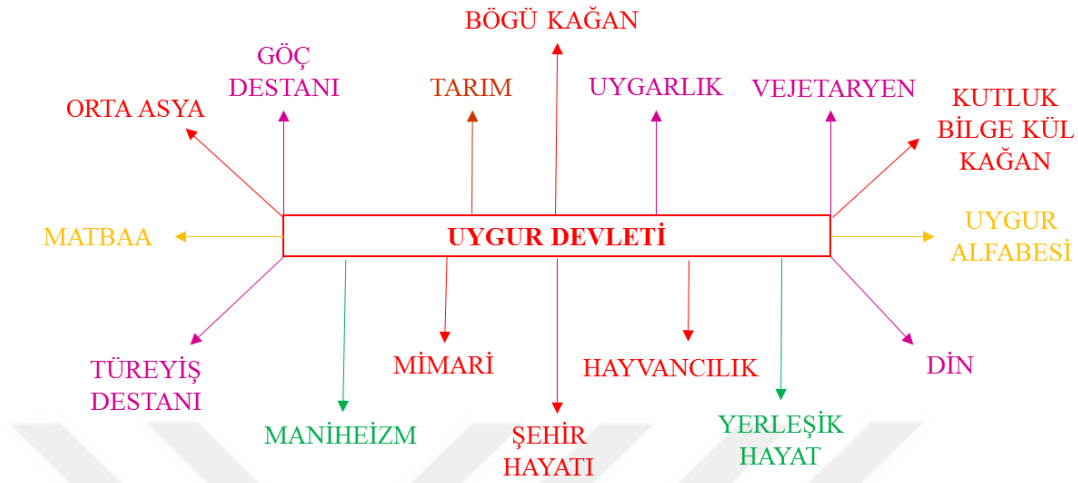 BÖGÜ KAĞAN
GÖÇ
DESTANI
TARIM
UYGARLIK
VEJETARYEN
ORTA ASYA
KUTLUK
BİLGE KÜL
KAĞAN
MATBAA
UYGUR DEVLETİ
UYGUR
ALFABESİ
TÜREYİŞ
DESTANI
MİMARİ
HAYVANCILIK
DİN
MANİHEİZM
ŞEHİR
HAYATI
YERLEŞİK
HAYAT